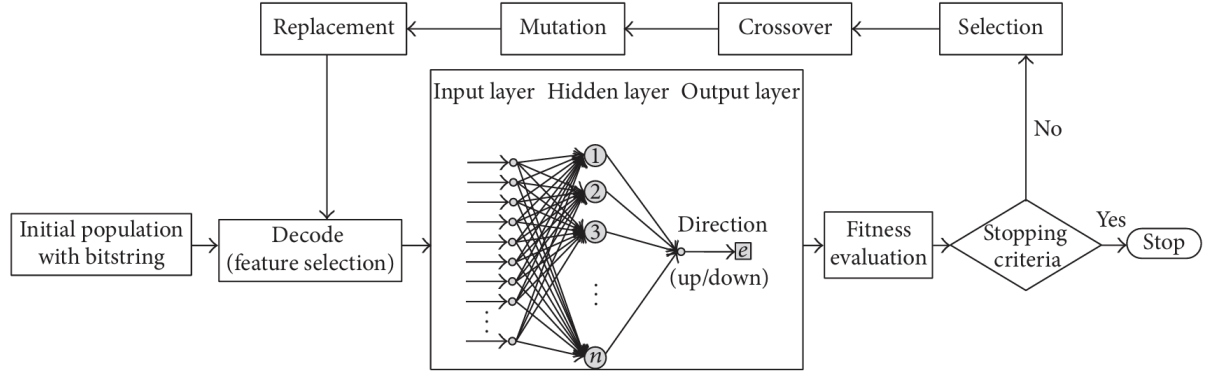 Replacement
Mutation
Crossover
Selection
Input layer Hidden layer Output layer
No
1
2
3
n
Direction
e
(up/down)
Initial population
with bitstring
Decode
(feature selection)
Fitness
evaluation
Stopping
criteria
Yes
Stop